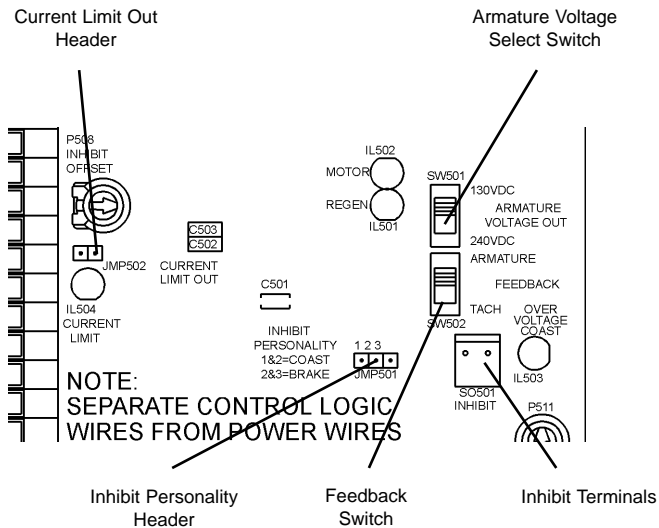 Current Limit Out
Header
Armature Voltage
Select Switch
P508
INHIBIT
OFFSET
IL502
MOTOR
REGEN
IL501
SW501
130VDC
ARMATURE
VOLTAGE OUT
240VDC
C503
C502
JMP502
CURRENT
LIMIT OUT
IL504
CURRENT
LIMIT
C501
ARMATURE
FEEDBACK
TACH
SW502
OVER
VOLTAGE
COAST
IL503
INHIBIT
PERSONALITY
1&2=COAST
2&3=BRAKE
1 2 3
JMP501
SO501
INHIBIT
P511
NOTE:
SEPARATE CONTROL LOGIC
WIRES FROM POWER WIRES
Inhibit Personality
Header
Feedback
Switch
Inhibit Terminals